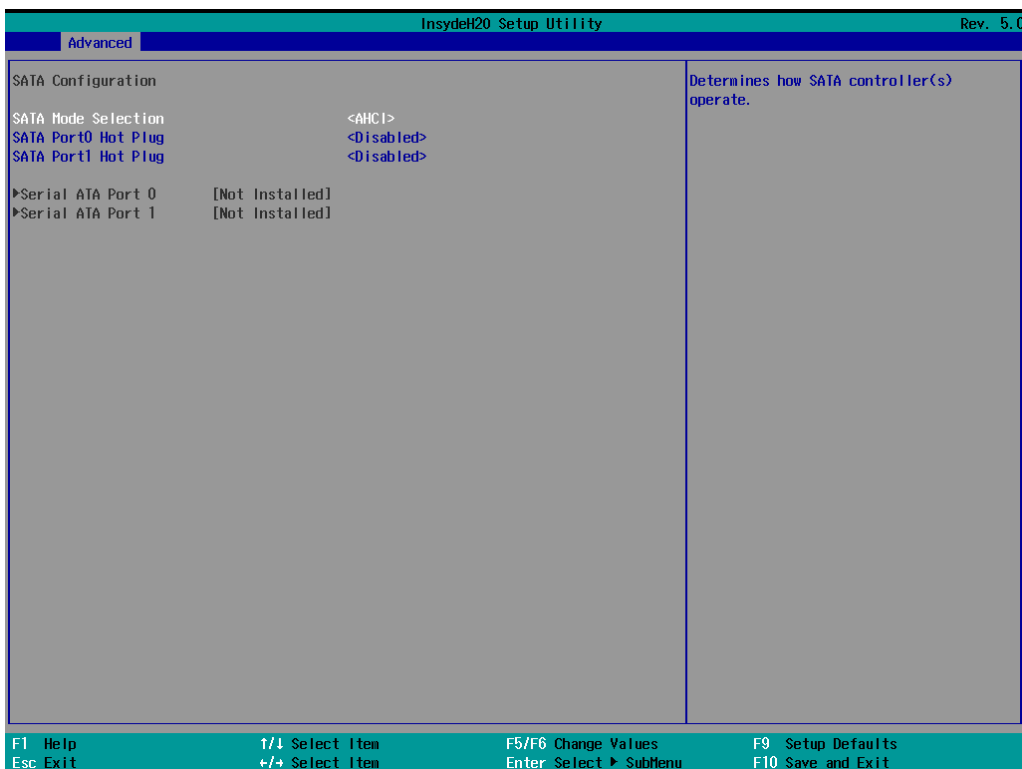 InsydeH20 Setup Utility Rev. 5.0
Advanced
SATA Configuration
Determines how SATA controller(s)
operate.
SATA Mode Selection <AHCI>
SATA Port0 Hot Plug <Disabled>
SATA Port1 Hot Plug <Disabled>
▶Serial ATA Port 0 [Not Installed]
▶Serial ATA Port 1 [Not Installed]
F1 Help ↑/↓ Select Item F5/F6 Change Values F9 Setup Defaults
Esc Exit ←/→ Select Item Enter Select ▶ SubMenu F10 Save and Exit